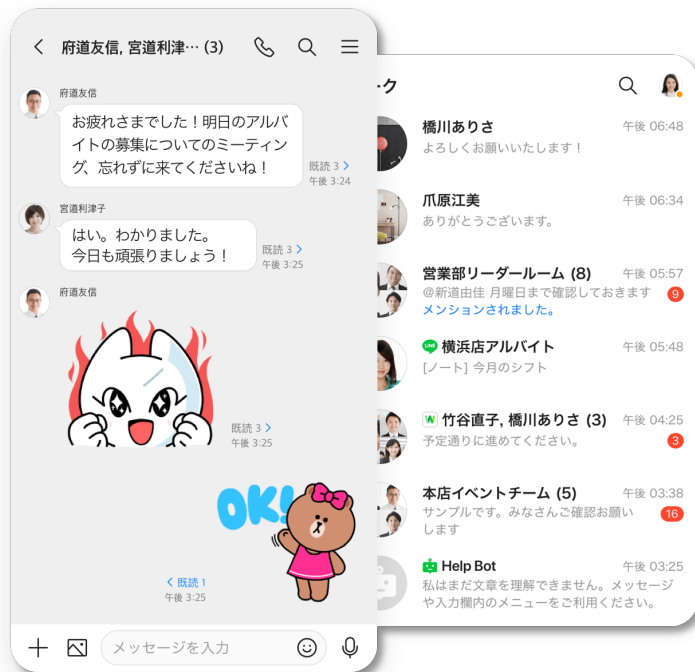 府道友信, 宮道利津… (3)
府道友信
お疲れさまでした！明日のアルバ
イトの募集についてのミーティン
グ、忘れずに来てくださいね！
既読 3
午後 3:24
宮道利津子
はい。わかりました。
今日も頑張りましょう！
既読 3
午後 3:25
府道友信
既読 3
午後 3:25
OK!
既読 1
午後 3:25
メッセージを入力
ーク
橋川ありさ
午後 06:48
よろしくお願いいたします！
爪原江美
午後 06:34
ありがとうございます。
営業部リーダールーム (8)
午後 05:57
@新道由佳 月曜日まで確認しておきます
9
メンションされました。
LINE 横浜店アルバイト
午後 05:48
[ノート] 今月のシフト
W 竹谷直子, 橋川ありさ (3)
午後 04:25
予定通りに進めてください。
3
本店イベントチーム (5)
午後 03:38
サンプルです。みなさんご確認お願い
します
16
Help Bot
午後 03:25
私はまだ文章を理解できません。メッセージ
や入力欄内のメニューをご利用ください。